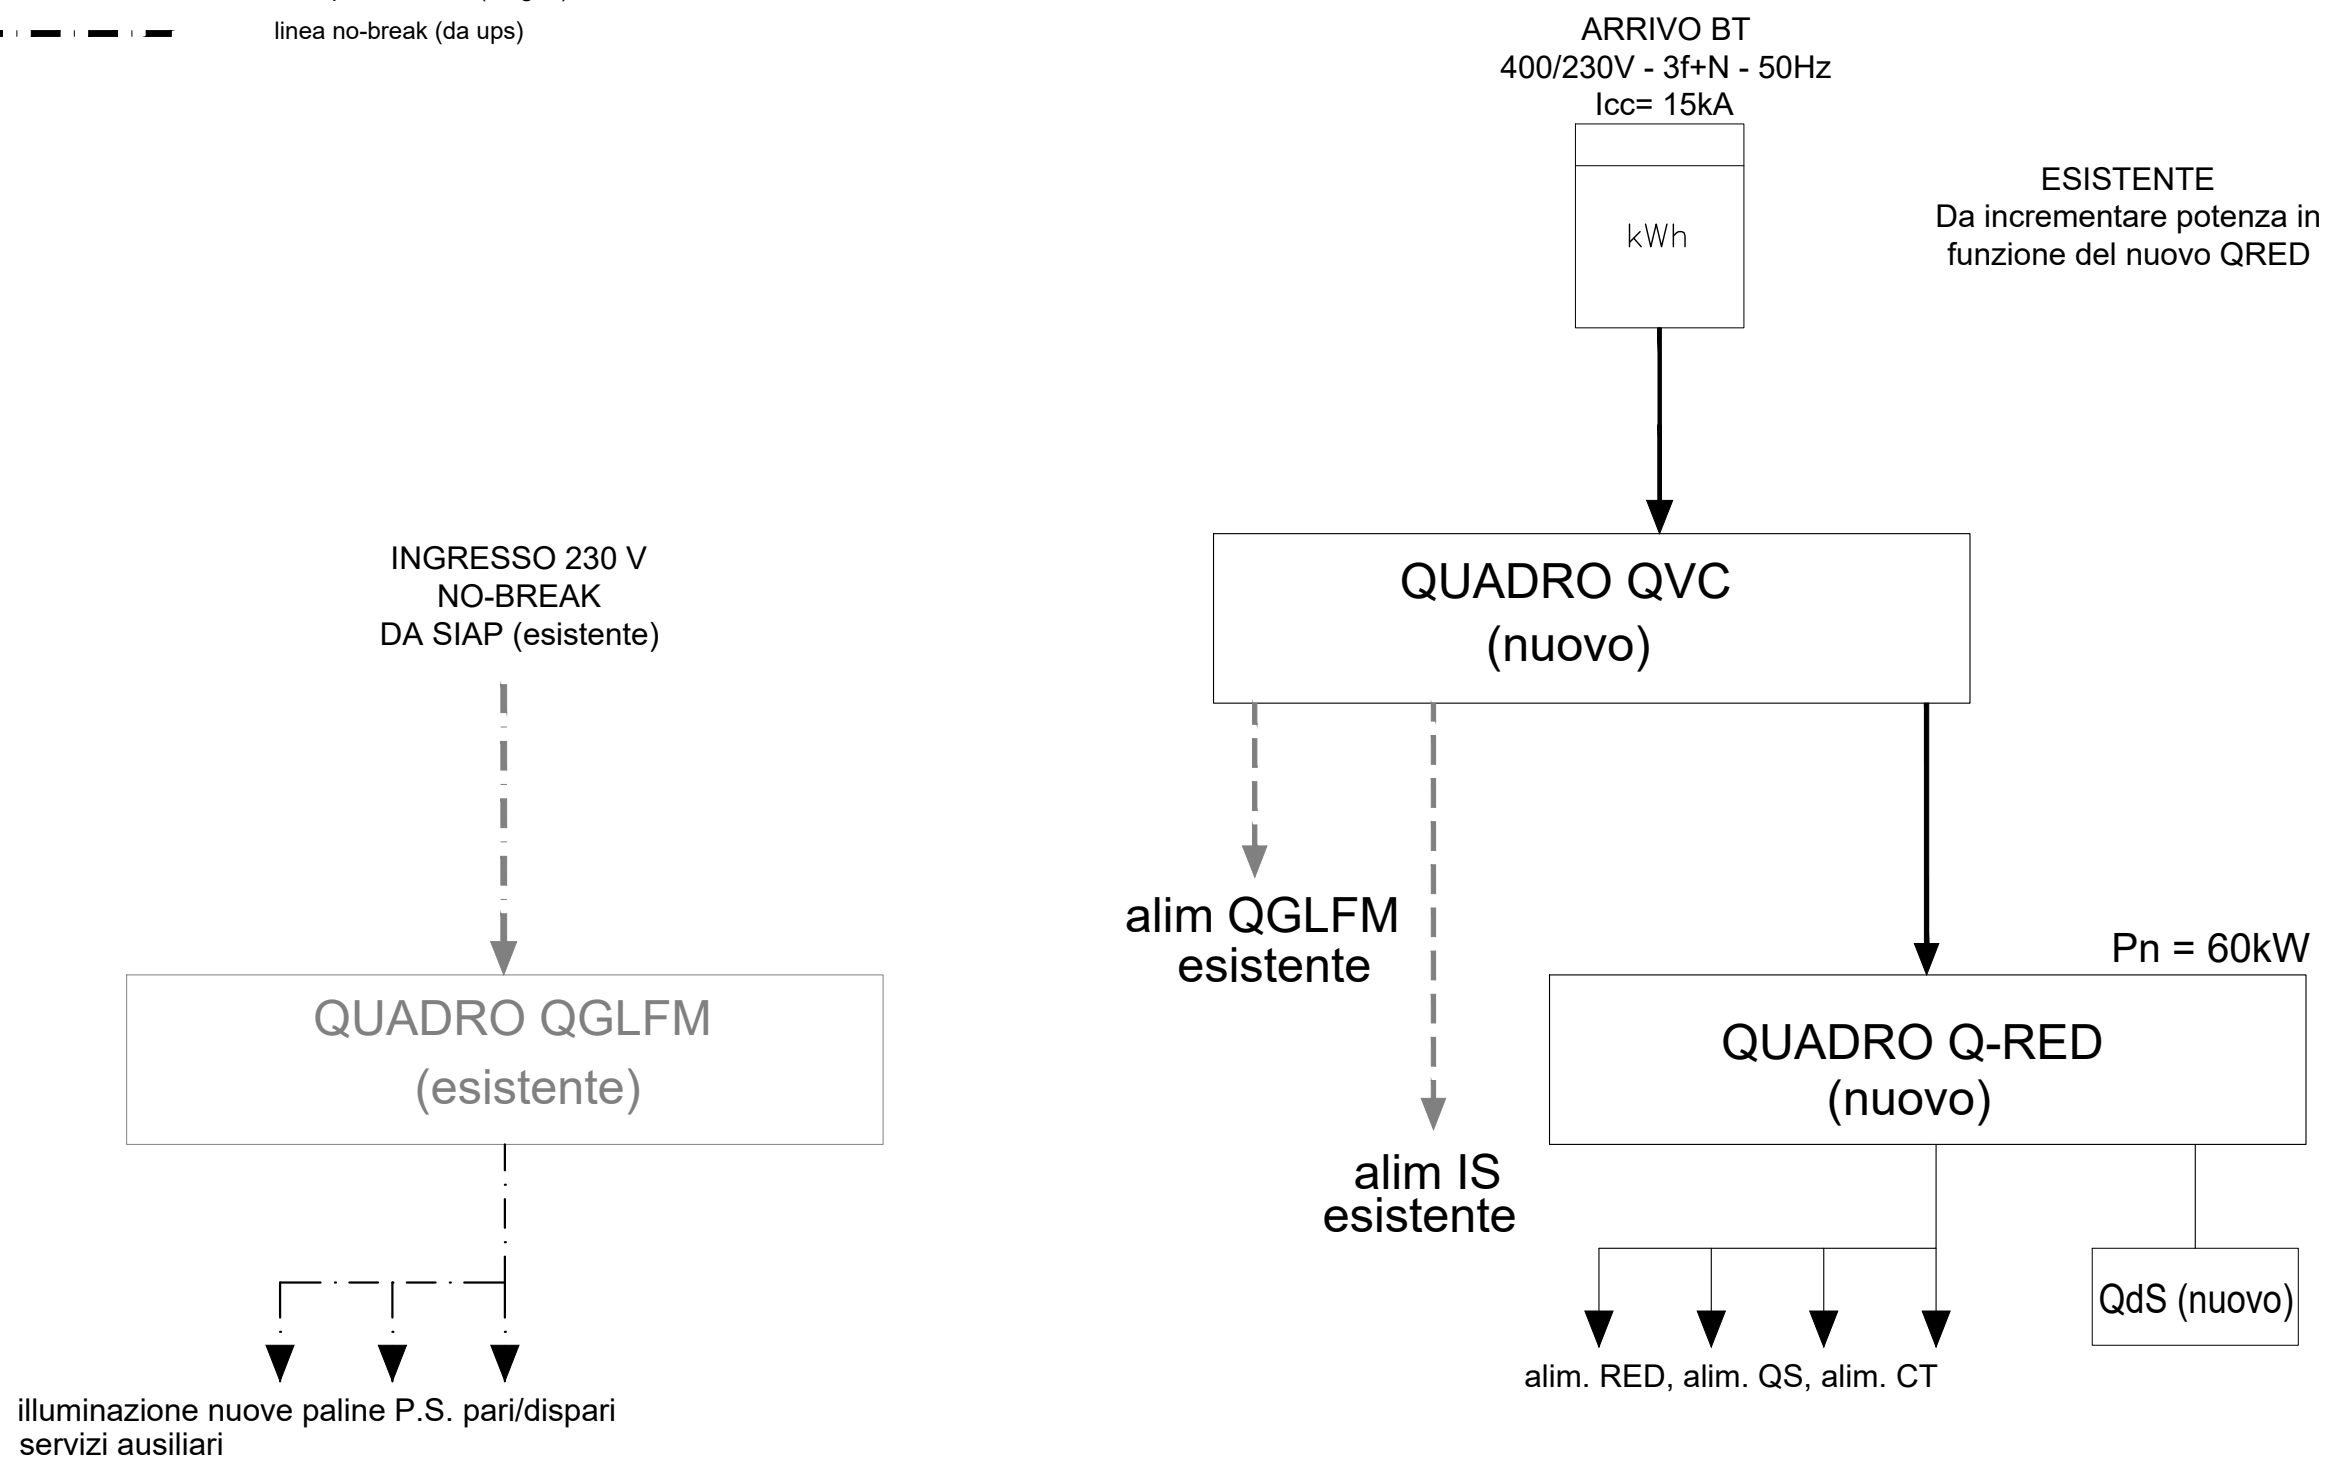 linea no-break (da ups)
ARRIVO BT
400/230V - 3f+N - 50Hz
Icc= 15kA
kWh
ESISTENTE
Da incrementare potenza in
funzione del nuovo QRED
INGRESSO 230 V
NO-BREAK
DA SIAP (esistente)
QUADRO QVC
(nuovo)
alim QGLFM
esistente
Pn = 60kW
QUADRO QGLFM
(esistente)
QUADRO Q-RED
(nuovo)
alim IS
esistente
QdS (nuovo)
alim. RED, alim. QS, alim. CT
illuminazione nuove paline P.S. pari/dispari
servizi ausiliari